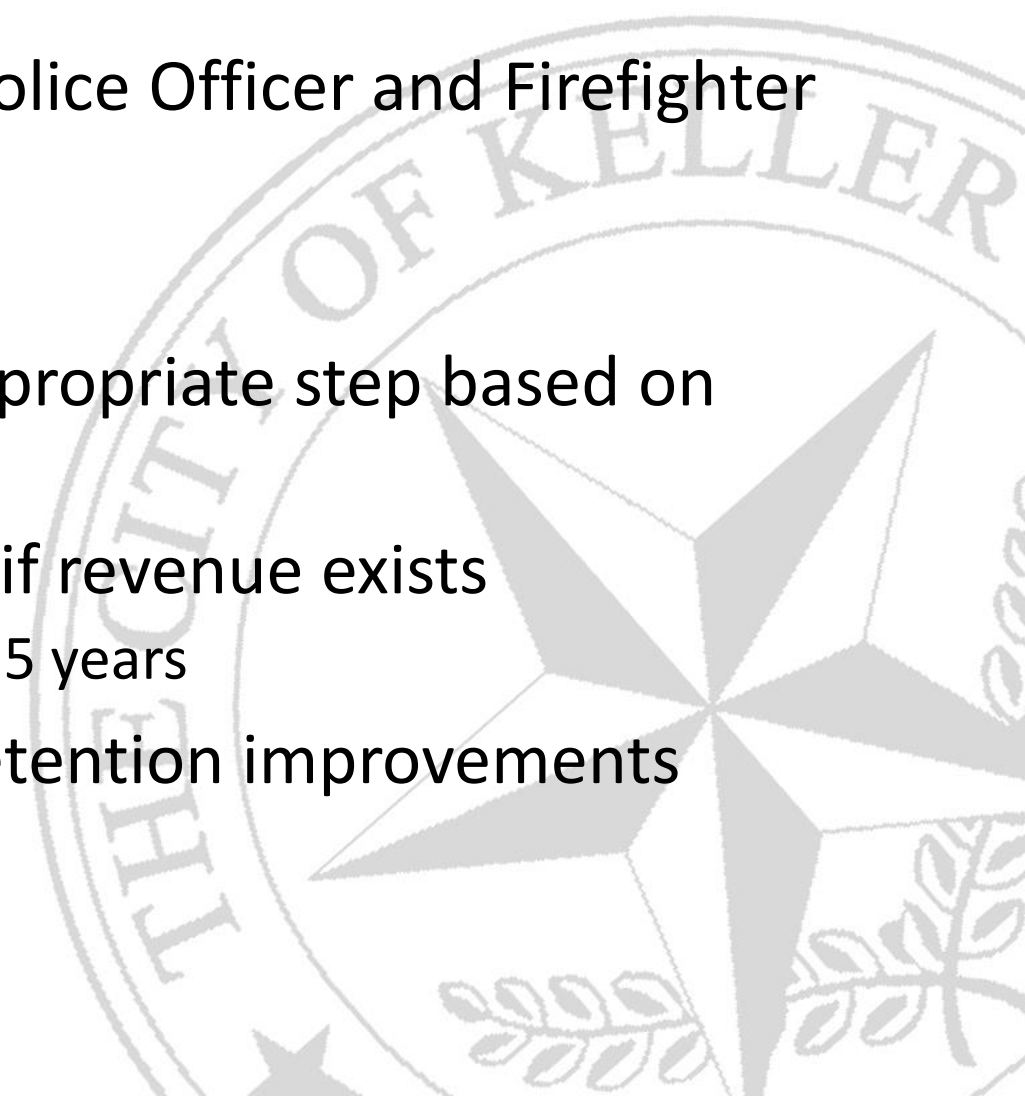 olice Officer and Firefighter
THE CITY OF KELLER
propriate step based on
if revenue exists
5 years
etention improvements